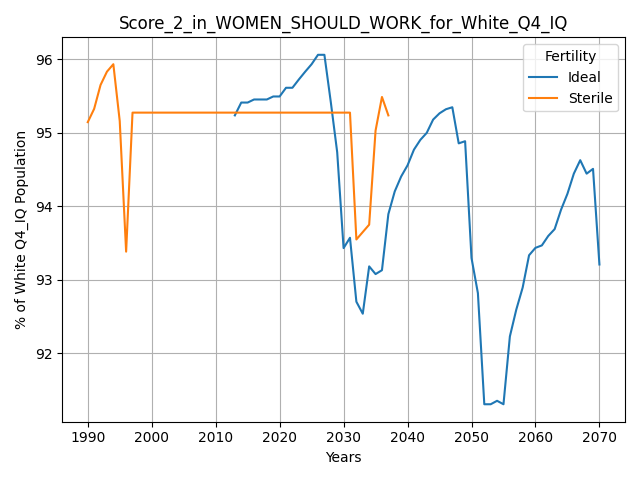 Score_2_in_WOMEN_SHOULD_WORK_for_White_Q4_IQ
Fertility
Ideal
Sterile
% of White Q4_IQ Population
96
95
94
93
92
1990 2000 2010 2020 2030 2040 2050 2060 2070
Years